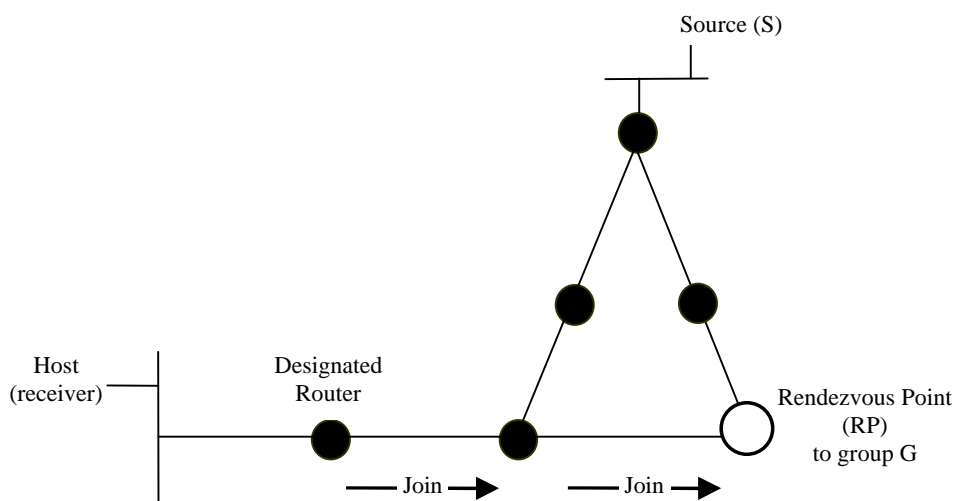 Source (S)
Host
(receiver)
Designated
Router
Rendezvous Point
(RP)
to group G
Join
Join